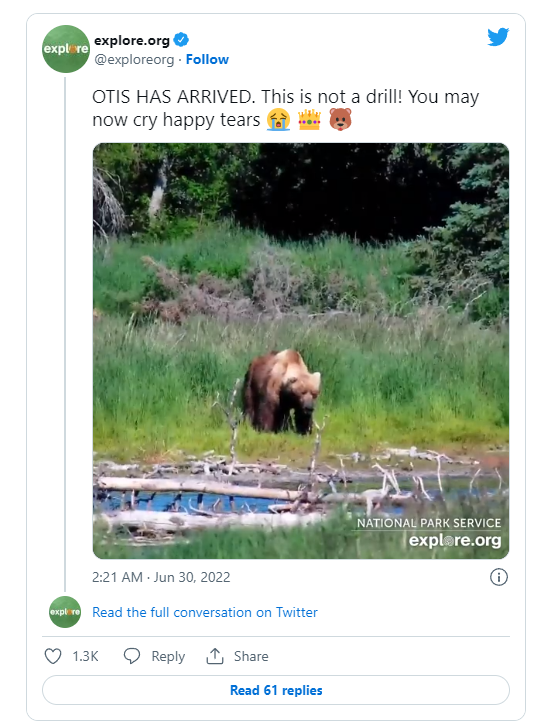 explore
explore.org
@exploreorg · Follow
OTIS HAS ARRIVED. This is not a drill! You may
now cry happy tears 😭 👑 🐻
NATIONAL PARK SERVICE
explore.org
2:21 AM · Jun 30, 2022
explore
Read the full conversation on Twitter
1.3K Reply Share
Read 61 replies